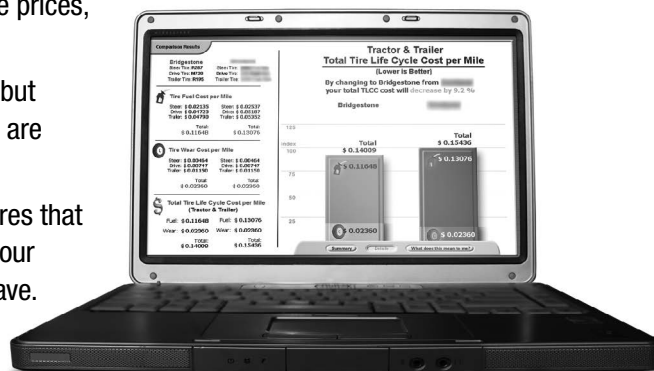 e prices,
but
are
res that
our
ave.
Comparison Results
Bridgestone
Steer Tire: R287
Drive Tire: M720
Trailer Tire: R195
Steer Tire:
Drive Tire:
Trailer Tire:
Tire Fuel Cost per Mile
Steer: $ 0.02135 Steer: $ 0.02537
Trailer: $ 0.04790 Trailer: $ 0.05352
Total: Total:
$ 0.11648 $ 0.13076
Tire Wear Cost per Mile
Steer: $ 0.00464 Steer: $ 0.00464
Drive: $ 0.00747 Drive: $ 0.00747
Trailer: $ 0.01150 Trailer: $ 0.01150
Total: Total:
$ 0.02360 $ 0.02360
Total Tire Life Cycle Cost per Mile
(Tractor & Trailer)
Fuel: $ 0.11648 Fuel: $ 0.13076
Wear: $ 0.02360 Wear: $ 0.02360
Total: Total:
$ 0.14009 $ 0.15436
Tractor & Trailer
Total Tire Life Cycle Cost per Mile
(Lower is Better)
By changing to Bridgestone from
your total TLCC cost will decrease by 9.2 %
Bridgestone
125
Index
100
75
50
25
Total
$ 0.14009
$ 0.11648
$ 0.02360
Total
$ 0.15436
$ 0.13076
$ 0.02360
Summary Details What does this mean to me?